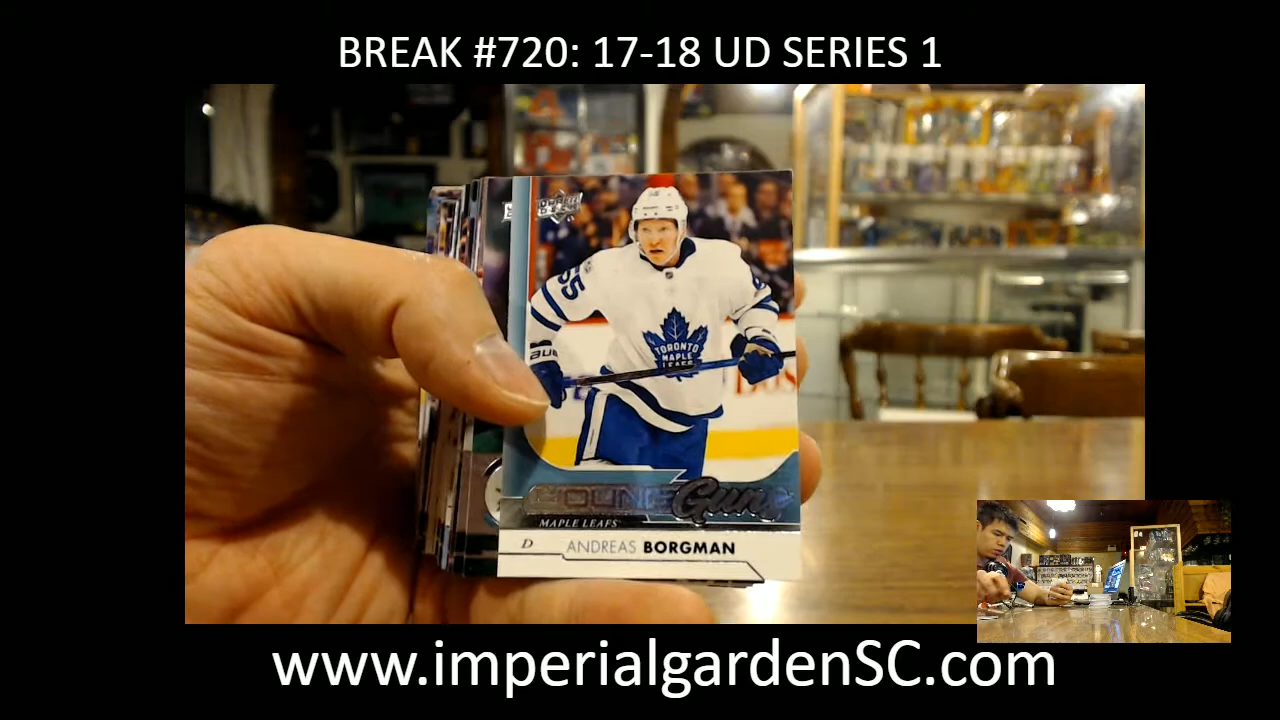 BREAK #720: 17-18 UD SERIES 1
UPPER DECK
55
TORONTO
MAPLE
LEAFS
YOUNG Guns
MAPLE LEAFS
D ANDREAS BORGMAN
www.imperialgardenSC.com